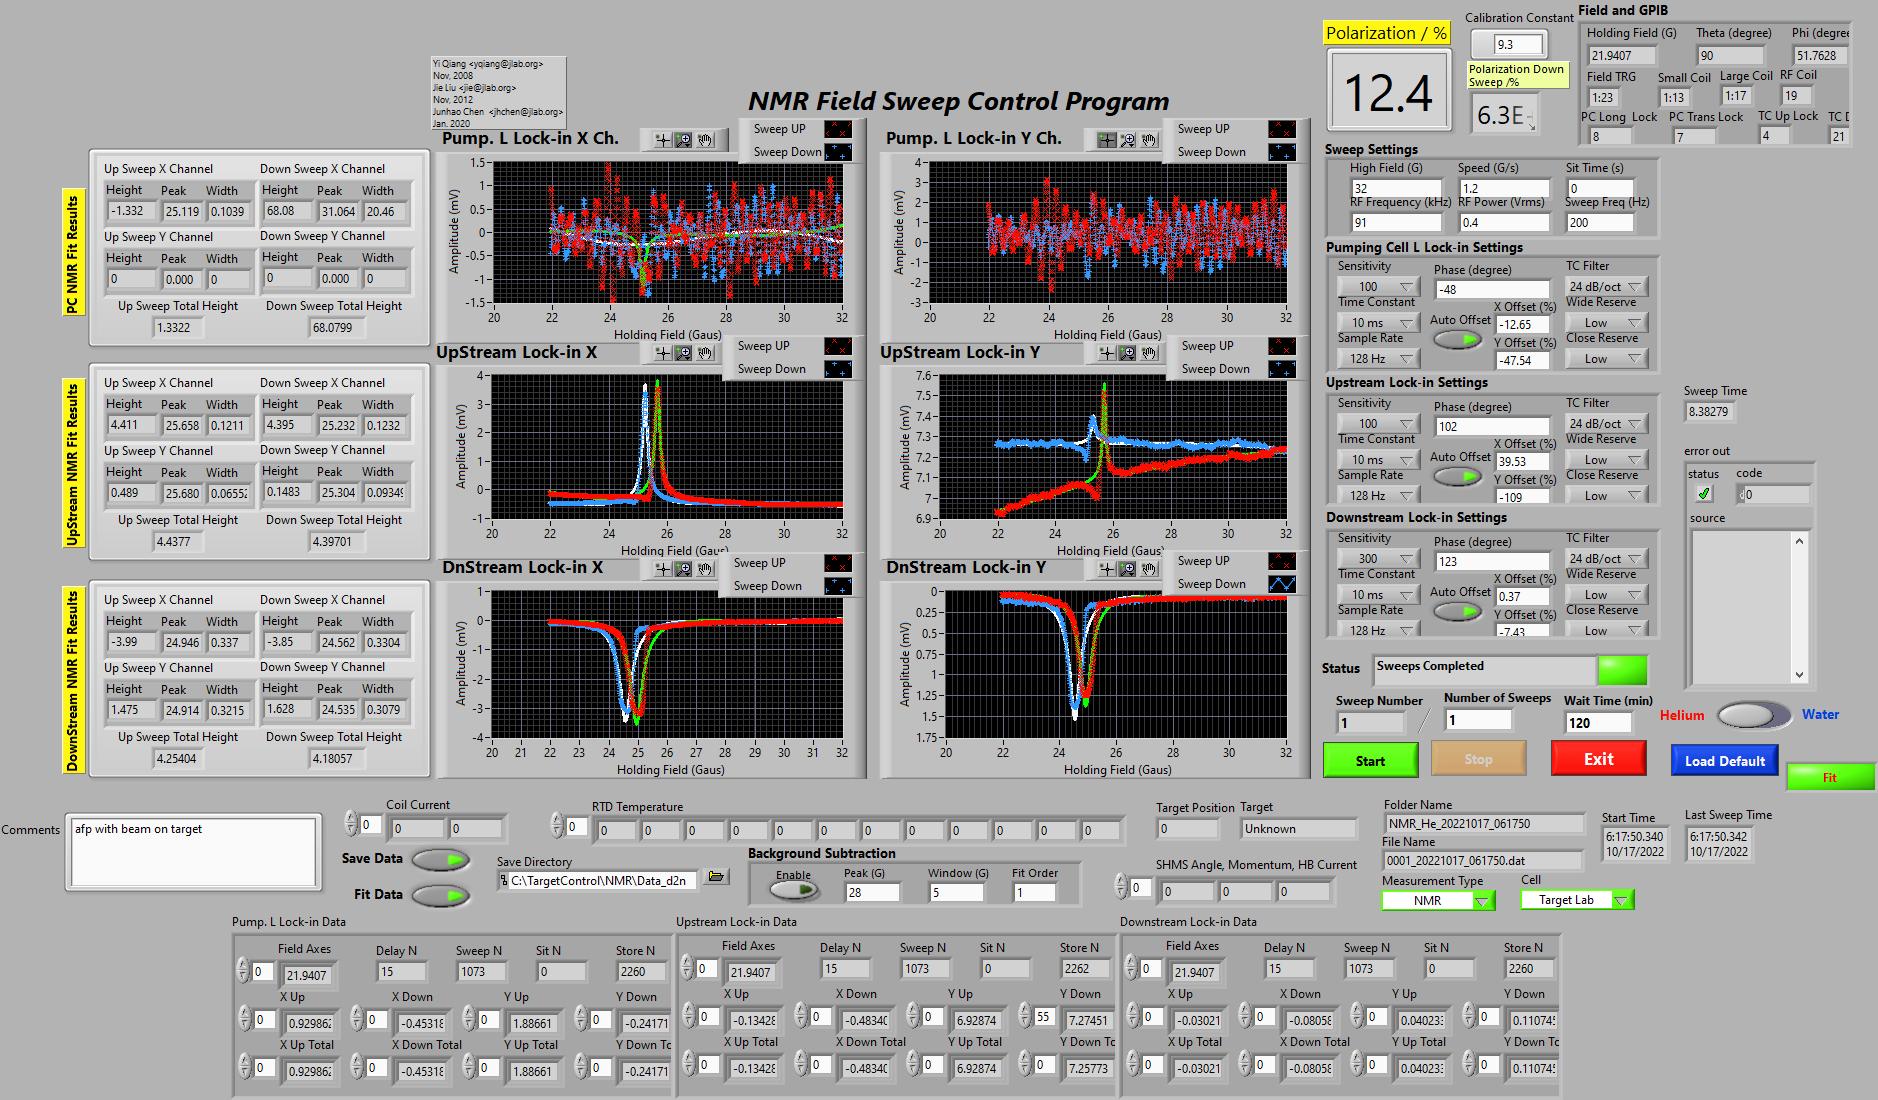 Yi Qiang <yqiang@jlab.org>
Nov, 2008
Jie Liu <jie@jlab.org>
Nov, 2012
Junhao Chen <jhchen@jlab.org>
Jan. 2020
NMR Field Sweep Control Program
Polarization / %
12.4
Calibration Constant
9.3
Polarization Down
Sweep /%
6.3E-
Field and GPIB
Holding Field (G) Theta (degree) Phi (degree
21.9407 90 51.7628
Field TRG Small Coil Large Coil RF Coil
1:23 1:13 1:17 19
PC Long Lock PC Trans Lock TC Up Lock TC D
8 7 4 21
PC NMR Fit Results
Up Sweep X Channel Down Sweep X Channel
Height Peak Width Height Peak Width
-1.332 25.119 0.1039 68.08 31.064 20.46
Up Sweep Y Channel Down Sweep Y Channel
Height Peak Width Height Peak Width
0 0.000 0 0 0.000 0
Up Sweep Total Height Down Sweep Total Height
1.3322 68.0799
UpStream NMR Fit Results
Up Sweep X Channel Down Sweep X Channel
Height Peak Width Height Peak Width
4.411 25.658 0.1211 4.395 25.232 0.1232
Up Sweep Y Channel Down Sweep Y Channel
Height Peak Width Height Peak Width
0.489 25.680 0.06552 0.1483 25.304 0.09349
Up Sweep Total Height Down Sweep Total Height
4.4377 4.39701
DownStream NMR Fit Results
Up Sweep X Channel Down Sweep X Channel
Height Peak Width Height Peak Width
-3.99 24.946 0.337 -3.85 24.562 0.3304
Up Sweep Y Channel Down Sweep Y Channel
Height Peak Width Height Peak Width
1.475 24.914 0.3215 1.628 24.535 0.3079
Up Sweep Total Height Down Sweep Total Height
4.25404 4.18057
Pump. L Lock-in X Ch.
Sweep UP
Sweep Down
Amplitude (mV)
1.5
1
0.5
0
-0.5
-1
-1.5
20 22 24 26 28 30 32
Holding Field (Gaus)
Pump. L Lock-in Y Ch.
Sweep UP
Sweep Down
Amplitude (mV)
4
3
2
1
0
-1
-2
-3
20 22 24 26 28 30 32
Holding Field (Gaus)
UpStream Lock-in X
Sweep UP
Sweep Down
Amplitude (mV)
4
3
2
1
0
-1
20 22 24 26 28 30 32
Holding Field (Gaus)
UpStream Lock-in Y
Sweep UP
Sweep Down
Amplitude (mV)
7.6
7.5
7.4
7.3
7.2
7.1
7
6.9
20 22 24 26 28 30 32
Holding Field (Gaus)
DnStream Lock-in X
Sweep UP
Sweep Down
Amplitude (mV)
1
0
-1
-2
-3
-4
20 21 22 23 24 25 26 27 28 29 30 32
Holding Field (Gaus)
DnStream Lock-in Y
Sweep UP
Sweep Down
Amplitude (mV)
0
0.25
0.5
0.75
1
1.25
1.5
1.75
20 22 24 26 28 30 32
Holding Field (Gaus)
Sweep Settings
High Field (G) Speed (G/s) Sit Time (s)
32 1.2 0
RF Frequency (kHz) RF Power (Vrms) Sweep Freq (Hz)
91 0.4 200
Pumping Cell L Lock-in Settings
Sensitivity Phase (degree) TC Filter
100 -48 24 dB/oct
Time Constant X Offset (%) Wide Reserve
10 ms Auto Offset -12.65 Low
Sample Rate Y Offset (%) Close Reserve
128 Hz -47.54 Low
Upstream Lock-in Settings
Sensitivity Phase (degree) TC Filter
100 102 24 dB/oct
Time Constant X Offset (%) Wide Reserve
10 ms Auto Offset 39.53 Low
Sample Rate Y Offset (%) Close Reserve
128 Hz -109 Low
Downstream Lock-in Settings
Sensitivity Phase (degree) TC Filter
300 123 24 dB/oct
Time Constant X Offset (%) Wide Reserve
10 ms Auto Offset 0.37 Low
Sample Rate Y Offset (%) Close Reserve
128 Hz -7.43 Low
Sweep Time
8.38279
error out
status code
0
source
Status Sweeps Completed
Sweep Number Number of Sweeps Wait Time (min)
1 / 1 120
Helium Water
Start Stop Exit Load Default Fit
Comments
afp with beam on target
Coil Current
0 0 0
Save Data
Fit Data
RTD Temperature
0 0 0 0 0 0 0 0 0 0 0 0 0
Save Directory
C:\TargetControl\NMR\Data_d2n
Background Subtraction
Enable Peak (G) Window (G) Fit Order
28 5 1
Target Position Target
0 Unknown
SHMS Angle, Momentum, HB Current
0 0 0 0
Folder Name
NMR_He_20221017_061750
File Name
0001_20221017_061750.dat
Measurement Type Cell
NMR Target Lab
Start Time
6:17:50.340
10/17/2022
Last Sweep Time
6:17:50.342
10/17/2022
Pump. L Lock-in Data
Field Axes Delay N Sweep N Sit N Store N
0 21.9407 15 1073 0 2260
X Up X Down Y Up Y Down
0 0.929862 0 -0.45318 0 1.88661 0 -0.24171
X Up Total X Down Total Y Up Total Y Down To
0 0.929862 0 -0.45318 0 1.88661 0 -0.24171
Upstream Lock-in Data
Field Axes Delay N Sweep N Sit N Store N
0 21.9407 15 1073 0 2262
X Up X Down Y Up Y Down
0 -0.13428 0 -0.48340 0 6.92874 55 7.27451
X Up Total X Down Total Y Up Total Y Down To
0 -0.13428 0 -0.48340 0 6.92874 0 7.25773
Downstream Lock-in Data
Field Axes Delay N Sweep N Sit N Store N
0 21.9407 15 1073 0 2260
X Up X Down Y Up Y Down
0 -0.03021 0 -0.08058 0 0.040233 0 0.110745
X Up Total X Down Total Y Up Total Y Down To
0 -0.03021 0 -0.08058 0 0.040233 0 0.110745